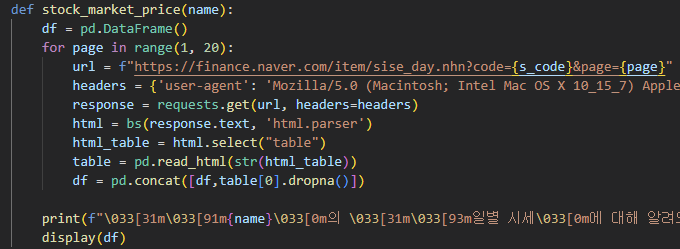 def stock_market_price(name):
    df = pd.DataFrame()
    for page in range(1, 20):
        url = f"https://finance.naver.com/item/sise_day.nhn?code={s_code}&page={page}"
        headers = {'user-agent': 'Mozilla/5.0 (Macintosh; Intel Mac OS X 10_15_7) Apple
        response = requests.get(url, headers=headers)
        html = bs(response.text, 'html.parser')
        html_table = html.select("table")
        table = pd.read_html(str(html_table))
        df = pd.concat([df,table[0].dropna()])
    print(f"\033[31m\033[91m{name}\033[0m의 \033[31m\033[93m일별 시세\033[0m에 대해
    display(df)